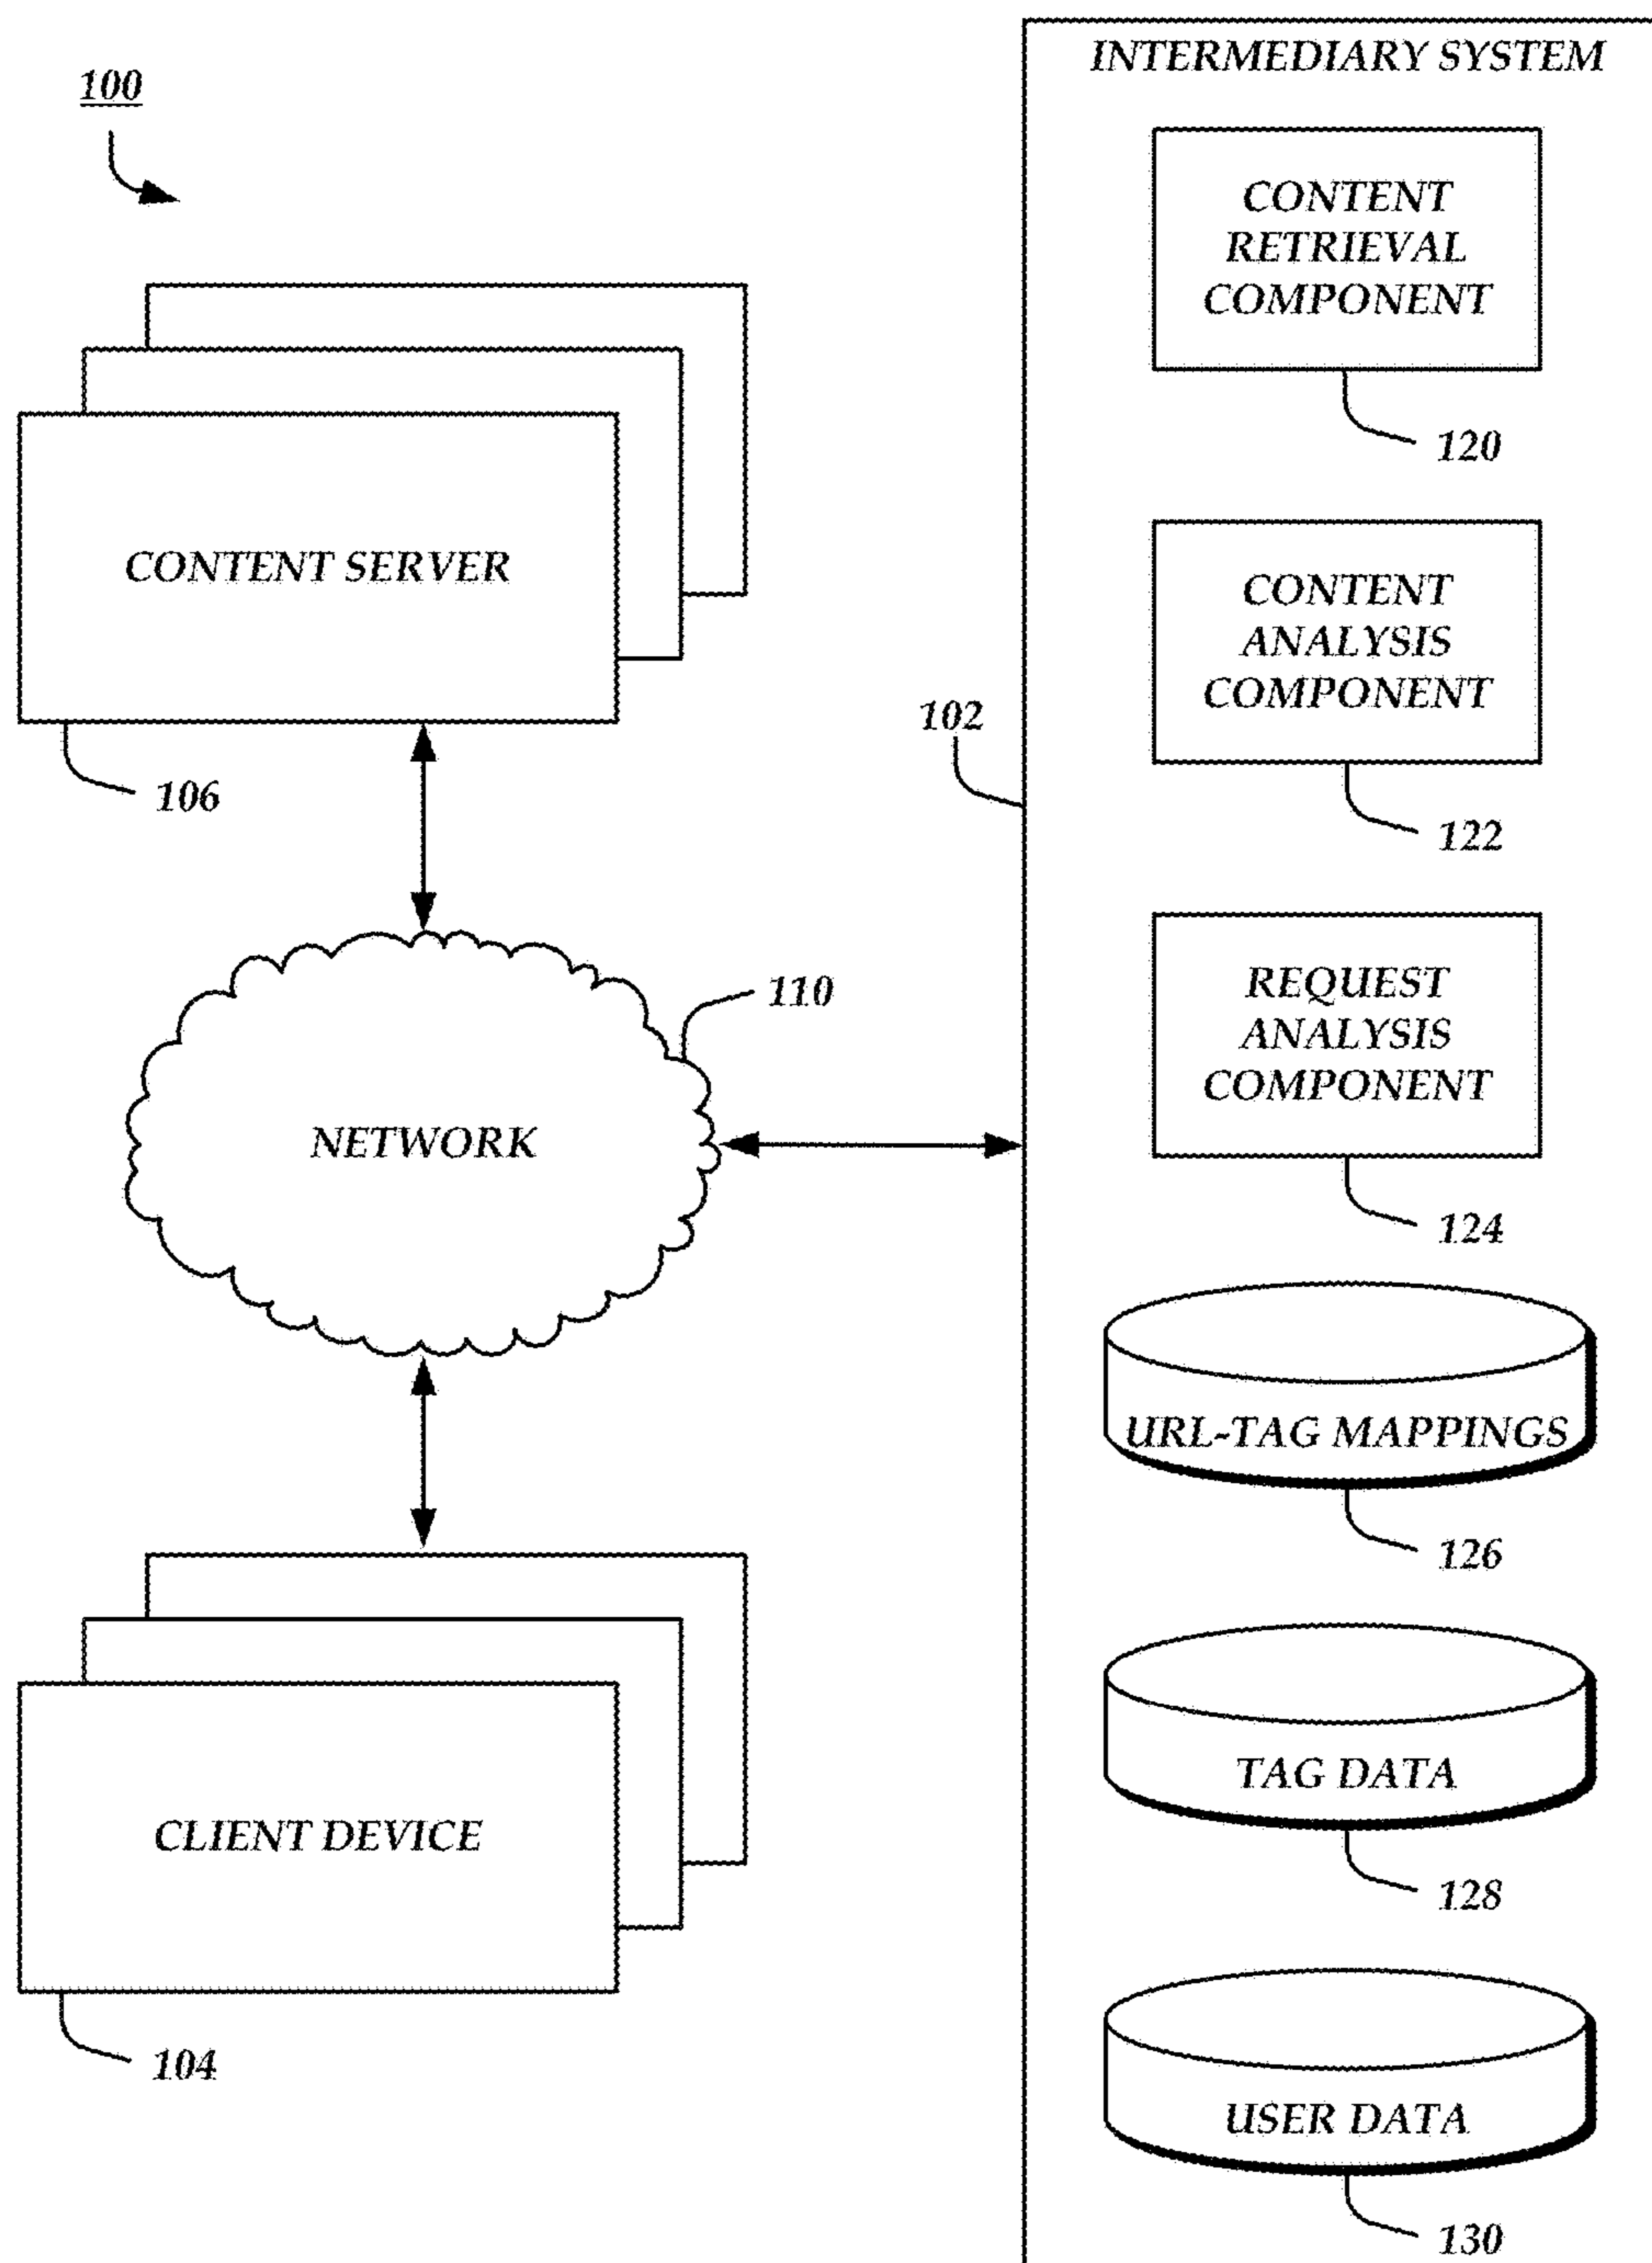 100
CONTENT SERVER
106
NETWORK
110
CLIENT DEVICE
104
102
INTERMEDIARY SYSTEM
CONTENT
RETRIEVAL
COMPONENT
120
CONTENT
ANALYSIS
COMPONENT
122
REQUEST
ANALYSIS
COMPONENT
124
URL-TAG MAPPINGS
126
TAG DATA
128
USER DATA
130